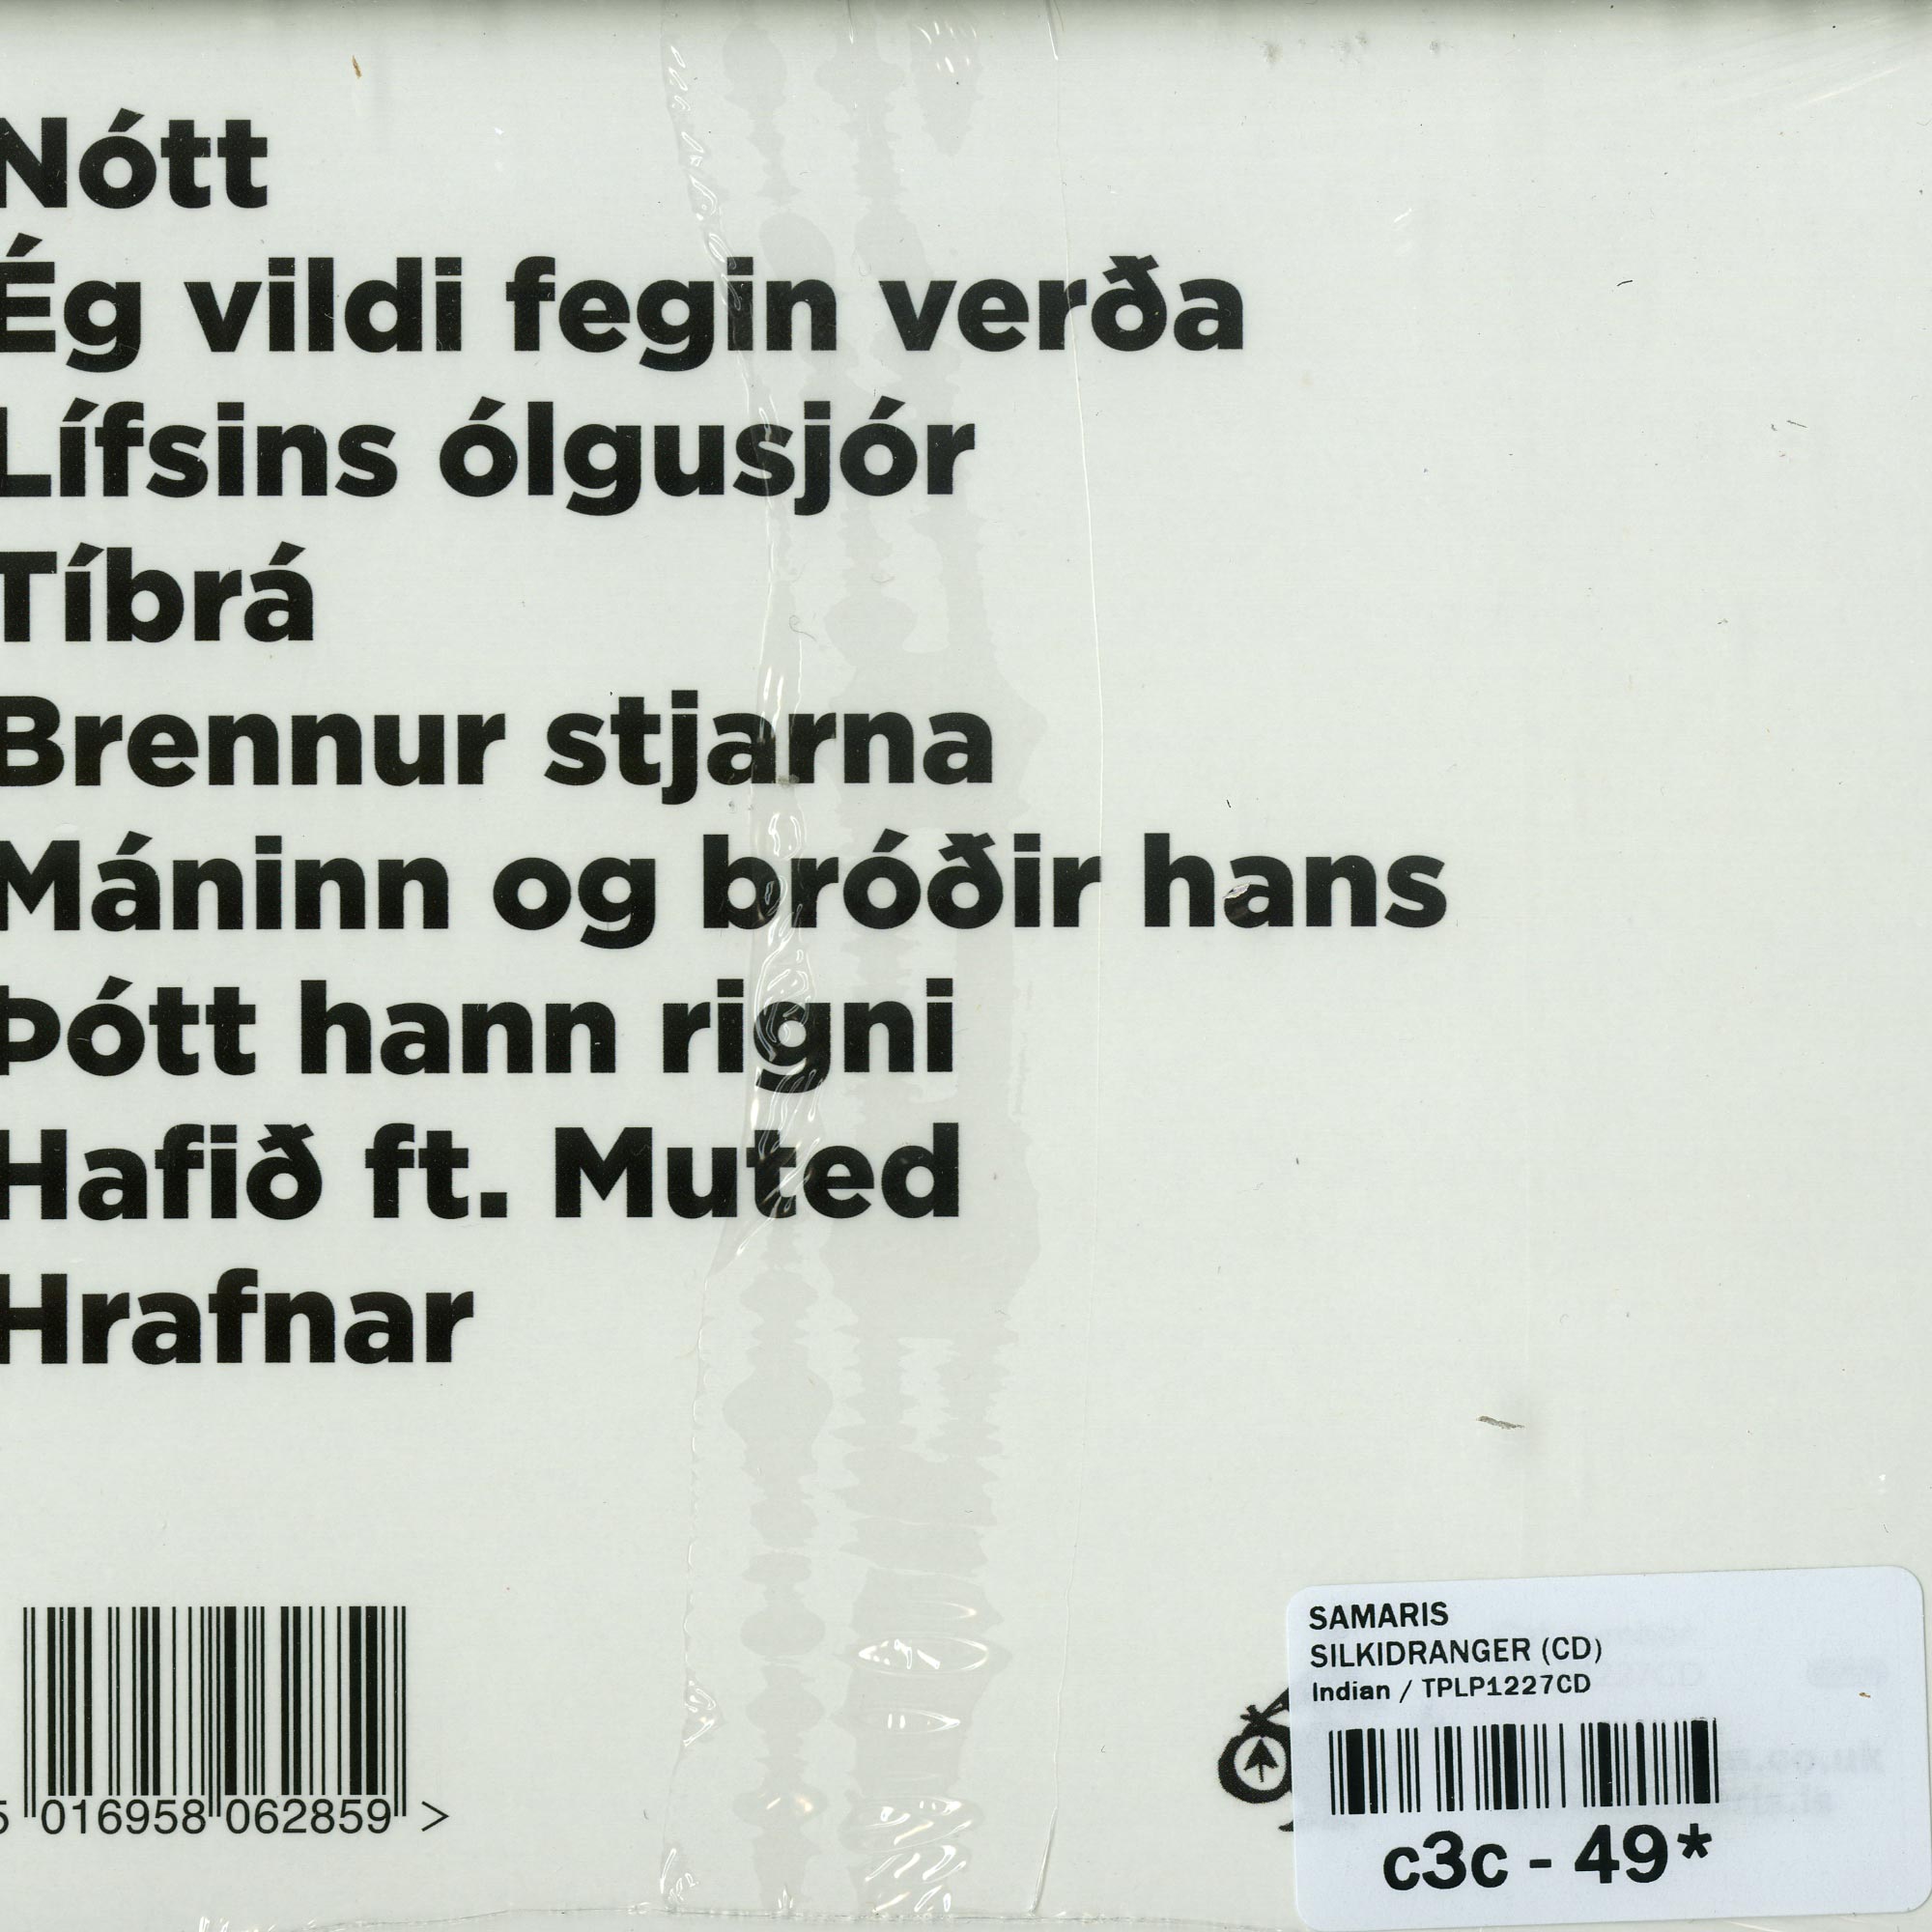 Nótt
Ég vildi fegin verða
Lífsins ólgusjór
Tíbrá
Brennur stjarna
Máninn og bróðir hans
Þótt hann rigni
Hafið ft. Muted
Hrafnar
5 016958 062859 >
SAMARIS
SILKIDRANGER (CD)
Indian / TPLP1227CD
c3c - 49*